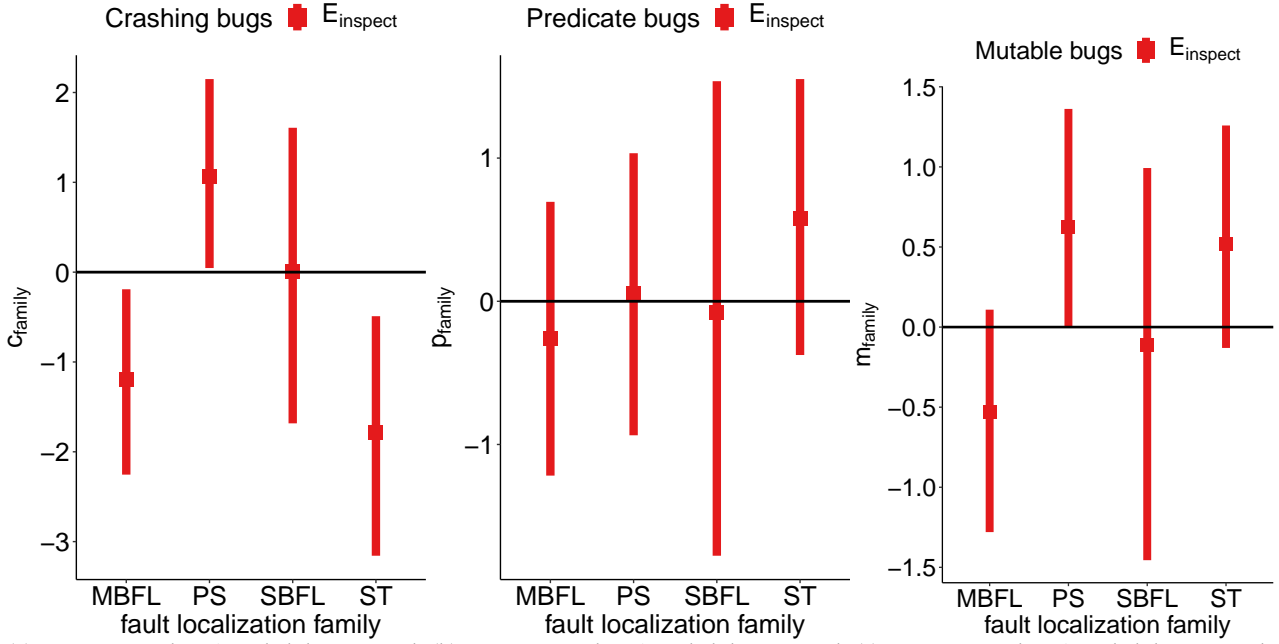 Crashing bugs E_inspect
2
1
0
−1
−2
−3
c_family
MBFL PS SBFL ST
fault localization family
Predicate bugs E_inspect
1
0
−1
p_family
MBFL PS SBFL ST
fault localization family
Mutable bugs E_inspect
1.5
1.0
0.5
0.0
−0.5
−1.0
−1.5
m_family
MBFL PS SBFL ST
fault localization family